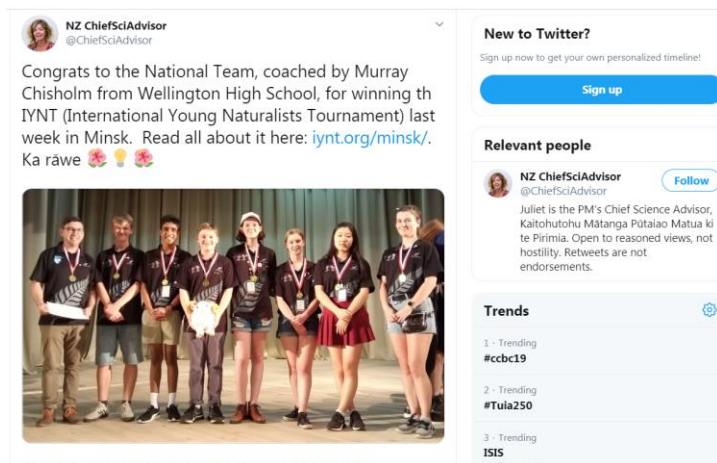 NZ ChiefSciAdvisor
@ChiefSciAdvisor
Congrats to the National Team, coached by Murray
Chisholm from Wellington High School, for winning th
IYNT (International Young Naturalists Tournament) last
week in Minsk. Read all about it here: iynt.org/minsk/.
Ka rāwe 🌺💡🌺
New to Twitter?
Sign up now to get your own personalized timeline!
Sign up
Relevant people
NZ ChiefSciAdvisor
@ChiefSciAdvisor
Follow
Juliet is the PM's Chief Science Advisor,
Kaitohutohu Mātanga Pūtaiao Matua ki
te Pirimia. Open to reasoned views, not
hostility. Retweets are not
endorsements.
Trends
1 · Trending
#ccbc19
2 · Trending
#Tuia250
3 · Trending
ISIS